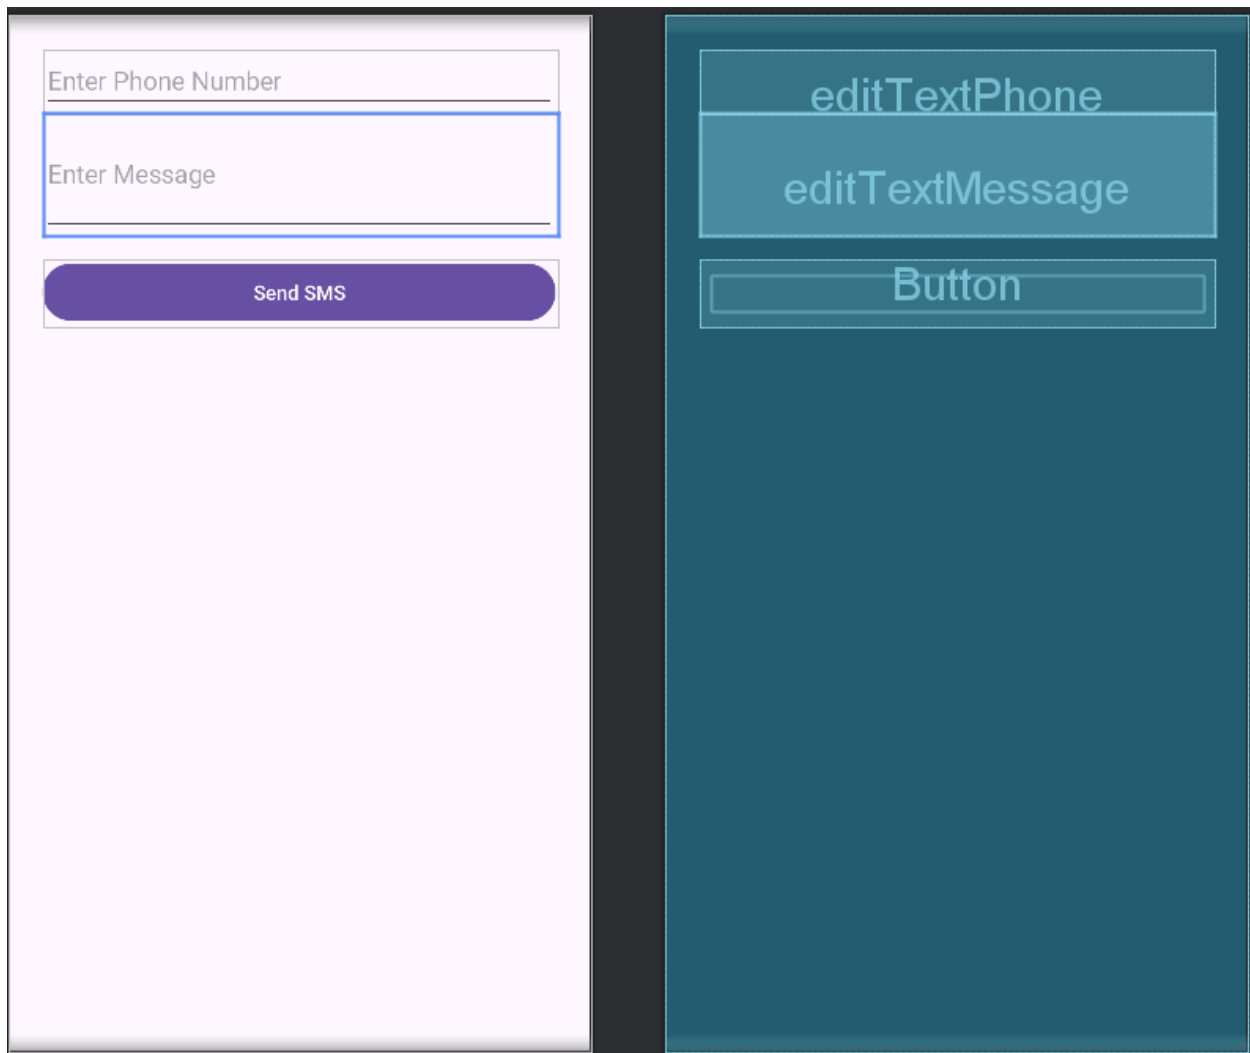 Enter Phone Number
Enter Message
Send SMS
editTextPhone
editTextMessage
Button